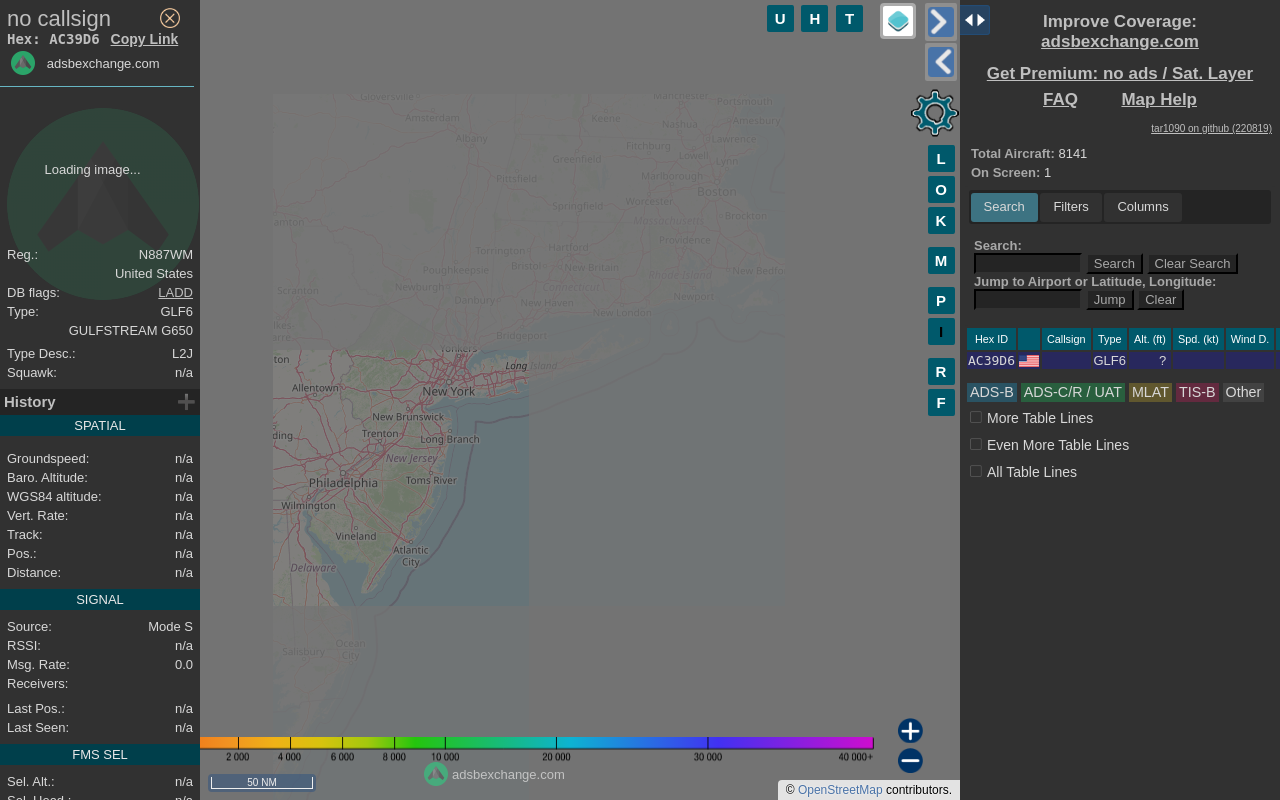 no callsign
Hex: AC39D6 Copy Link
adsbexchange.com
Loading image...
Reg.: N887WM
United States
DB flags: LADD
Type: GLF6
GULFSTREAM G650
Type Desc.: L2J
Squawk: n/a
History
SPATIAL
Groundspeed: n/a
Baro. Altitude: n/a
WGS84 altitude: n/a
Vert. Rate: n/a
Track: n/a
Pos.: n/a
Distance: n/a
SIGNAL
Source: Mode S
RSSI: n/a
Msg. Rate: 0.0
Receivers:
Last Pos.: n/a
Last Seen: n/a
FMS SEL
Sel. Alt.: n/a
Sel. Head.: n/a
U H T
L
O
K
M
P
I
R
F
Gloversville
Amsterdam
Albany
Keene
Manchester
Nashua
Portsmouth
Amesbury
Lawrence
Greenfield
Fitchburg
Lowell
Lynn
Pittsfield
Marlborough
Boston
Springfield
Worcester
Massachusetts
Brockton
Torrington
Hartford
Providence
Poughkeepsie
Bristol
New Britain
Rhode Island
New Bedfo
Scranton
Newburgh
Danbury
Connecticut
New Haven
New London
Newport
Bridgeport
Yonkers
ton
Long Island
Allentown
New York
New Brunswick
ding
Trenton
Long Branch
New Jersey
Philadelphia
Toms River
Wilmington
Vineland
Atlantic
City
Delaware
Salisbury
Ocean
City
2 000 4 000 6 000 8 000 10 000 20 000 30 000 40 000+
50 NM
adsbexchange.com
© OpenStreetMap contributors.
Improve Coverage:
adsbexchange.com
Get Premium: no ads / Sat. Layer
FAQ Map Help
tar1090 on github (220819)
Total Aircraft: 8141
On Screen: 1
Search Filters Columns
Search:
Search Clear Search
Jump to Airport or Latitude, Longitude:
Jump Clear
Hex ID Callsign Type Alt. (ft) Spd. (kt) Wind D.
AC39D6 GLF6 ?
ADS-B ADS-C/R / UAT MLAT TIS-B Other
More Table Lines
Even More Table Lines
All Table Lines